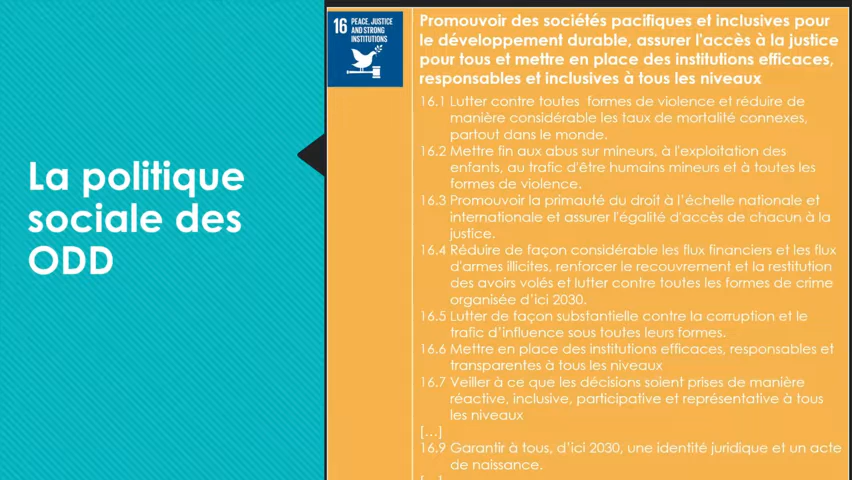 La politique
sociale des
ODD
16 PEACE, JUSTICE
AND STRONG
INSTITUTIONS
Promouvoir des sociétés pacifiques et inclusives pour
le développement durable, assurer l'accès à la justice
pour tous et mettre en place des institutions efficaces,
responsables et inclusives à tous les niveaux
16.1 Lutter contre toutes formes de violence et réduire de
manière considérable les taux de mortalité connexes,
partout dans le monde.
16.2 Mettre fin aux abus sur mineurs, à l'exploitation des
enfants, au trafic d'être humains mineurs et à toutes les
formes de violence.
16.3 Promouvoir la primauté du droit à l'échelle nationale et
internationale et assurer l'égalité d'accès de chacun à la
justice.
16.4 Réduire de façon considérable les flux financiers et les flux
d'armes illicites, renforcer le recouvrement et la restitution
des avoirs volés et lutter contre toutes les formes de crime
organisée d'ici 2030.
16.5 Lutter de façon substantielle contre la corruption et le
trafic d'influence sous toutes leurs formes.
16.6 Mettre en place des institutions efficaces, responsables et
transparentes à tous les niveaux
16.7 Veiller à ce que les décisions soient prises de manière
réactive, inclusive, participative et représentative à tous
les niveaux
[…]
16.9 Garantir à tous, d'ici 2030, une identité juridique et un acte
de naissance.